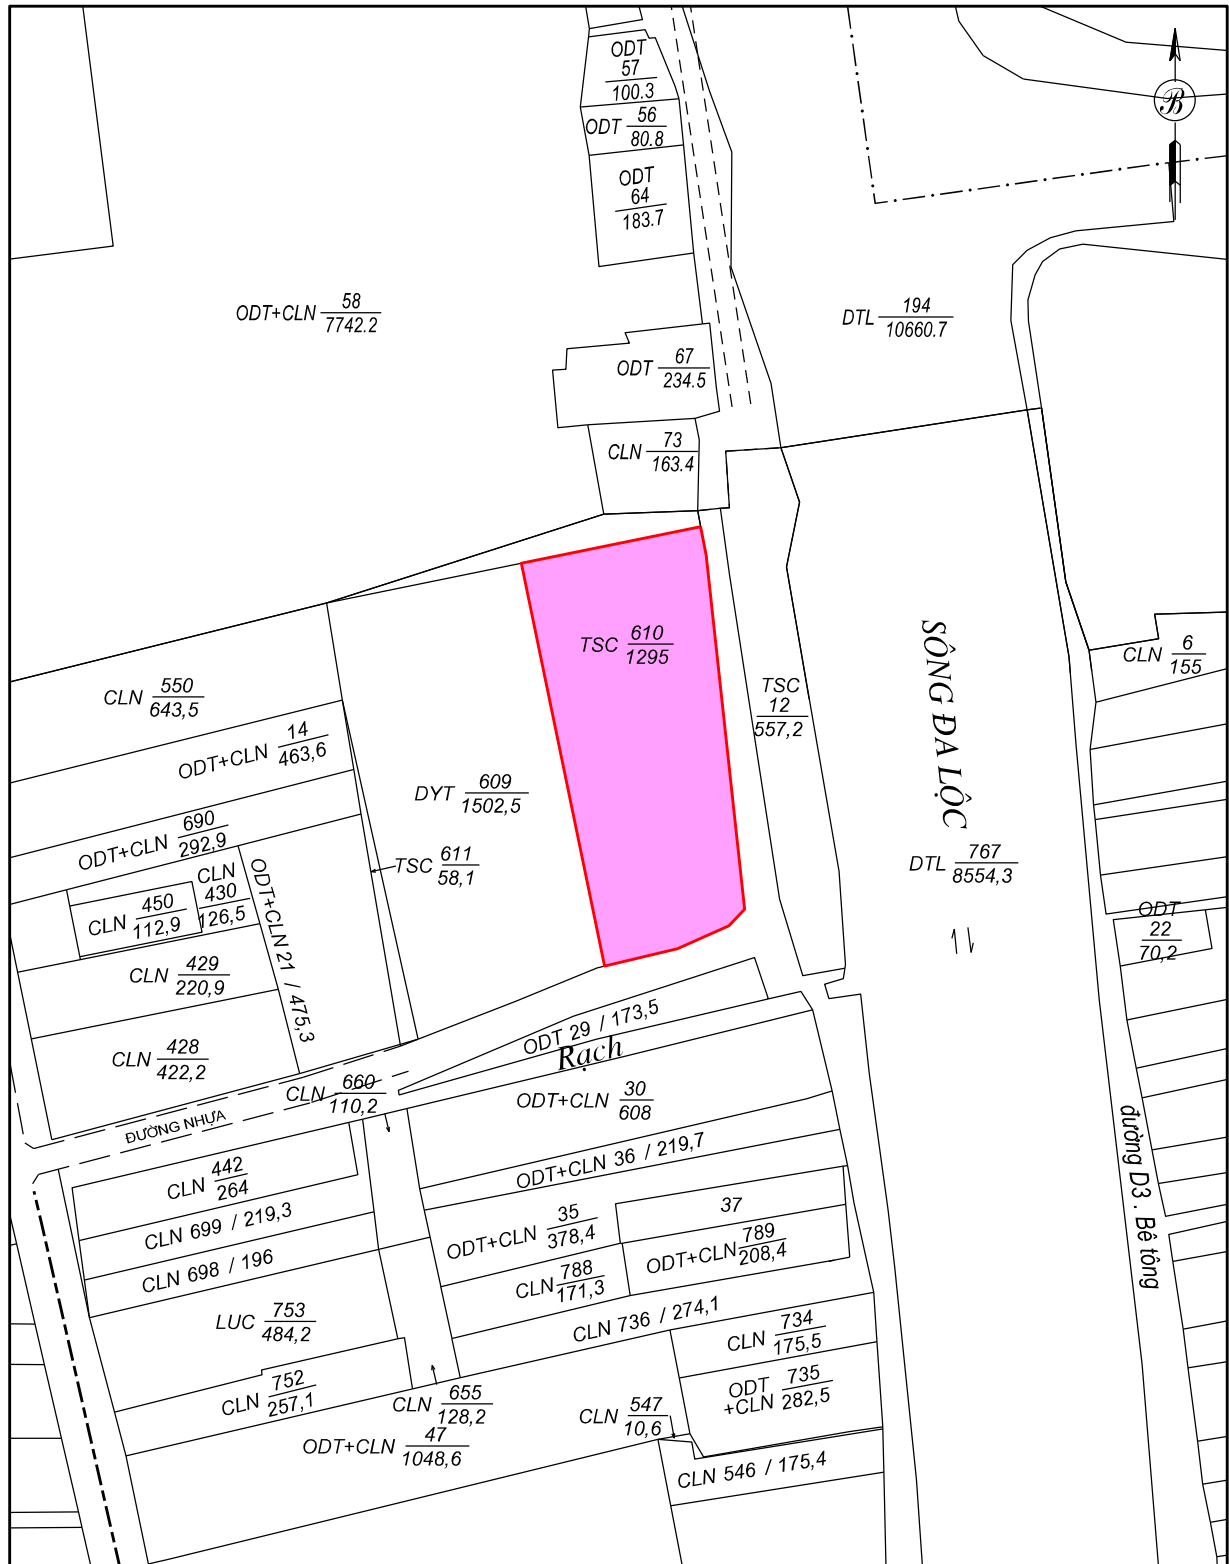 ODT
57
100.3
ODT 56
80.8
ODT
64
183.7
B
ODT+CLN 58
7742.2
DTL 194
10660.7
ODT 67
234.5
CLN 73
163.4
TSC 610
1295
SÔNG ĐA LỘC
CLN 6
155
CLN 550
643,5
TSC
12
557,2
ODT+CLN 14
463,6
DYT 609
1502,5
ODT+CLN 690
292,9
TSC 611
58,1
DTL 767
8554,3
CLN
430
126,5
CLN 450
112,9
ODT+CLN 21 / 475,3
ODT
22
70,2
CLN 429
220,9
CLN 428
422,2
ODT 29 / 173,5
Rạch
CLN 660
110,2
ODT+CLN 30
608
ĐƯỜNG NHỰA
đường D3 . Bê tông
ODT+CLN 36 / 219,7
CLN 442
264
CLN 699 / 219,3
ODT+CLN 35
378,4
37
ODT+CLN 789
208,4
CLN 698 / 196
CLN 788
171,3
LUC 753
484,2
CLN 736 / 274,1
CLN 734
175,5
CLN 752
257,1
CLN 655
128,2
ODT 735
+CLN 282,5
CLN 547
10,6
ODT+CLN 47
1048,6
CLN 546 / 175,4